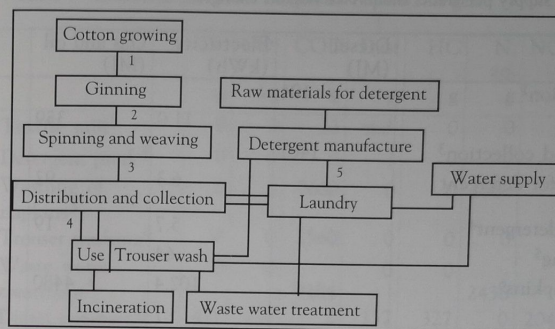 Cotton growing
1
Ginning
Raw materials for detergent
2
Spinning and weaving
Detergent manufacture
3
5
Water supply
Distribution and collection
Laundry
4
Use
Trouser wash
Incineration
Waste water treatment